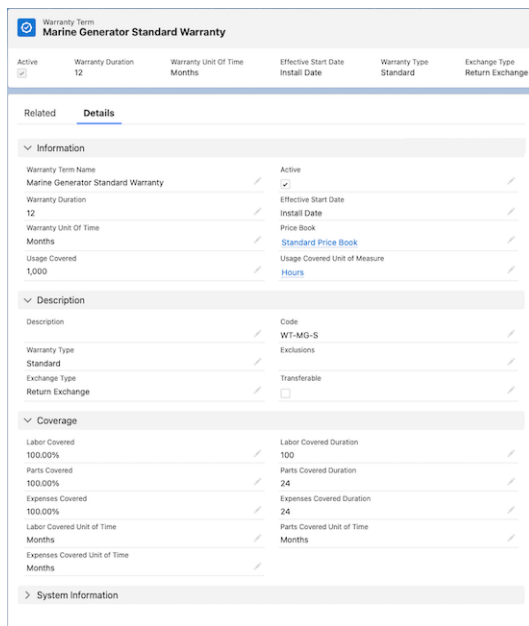 Warranty Term
Marine Generator Standard Warranty
Active Warranty Duration Warranty Unit Of Time Effective Start Date Warranty Type Exchange Type
12 Months Install Date Standard Return Exchange
Related Details
Information
Warranty Term Name Active
Marine Generator Standard Warranty
Warranty Duration Effective Start Date
12 Install Date
Warranty Unit Of Time Price Book
Months Standard Price Book
Usage Covered Usage Covered Unit of Measure
1,000 Hours
Description
Description Code
WT-MG-S
Warranty Type Exclusions
Standard
Exchange Type Transferable
Return Exchange
Coverage
Labor Covered Labor Covered Duration
100.00% 100
Parts Covered Parts Covered Duration
100.00% 24
Expenses Covered Expenses Covered Duration
100.00% 24
Labor Covered Unit of Time Parts Covered Unit of Time
Months Months
Expenses Covered Unit of Time
Months
System Information